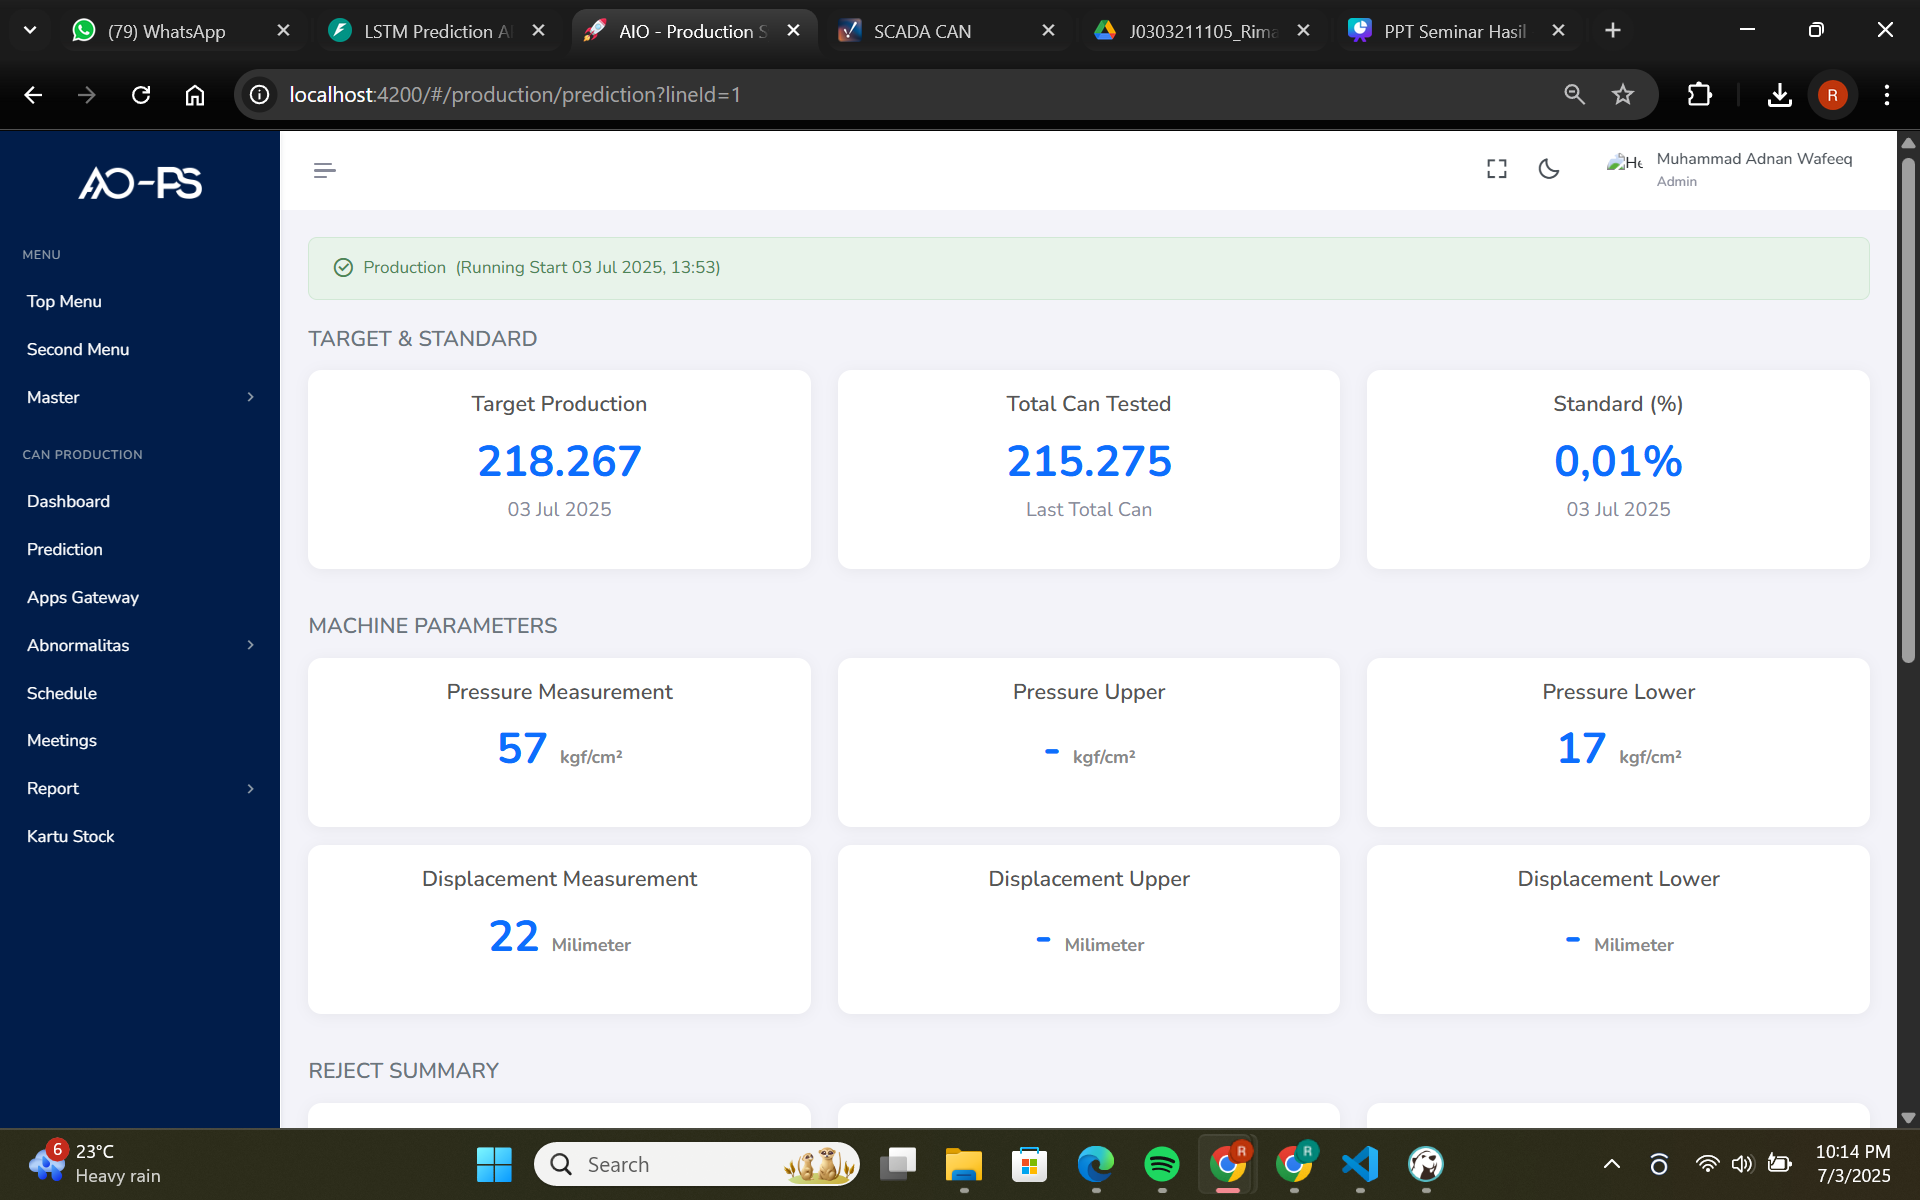 (79) WhatsApp
LSTM Prediction A
AIO - Production S
SCADA CAN
J0303211105_Rima
PPT Seminar Hasil
localhost:4200/#/production/prediction?lineId=1
R
AIO-PS
Muhammad Adnan Wafeeq
Admin
MENU
Top Menu
Second Menu
Master
CAN PRODUCTION
Dashboard
Prediction
Apps Gateway
Abnormalitas
Schedule
Meetings
Report
Kartu Stock
Production (Running Start 03 Jul 2025, 13:53)
TARGET & STANDARD
Target Production
218.267
03 Jul 2025
Total Can Tested
215.275
Last Total Can
Standard (%)
0,01%
03 Jul 2025
MACHINE PARAMETERS
Pressure Measurement
57 kgf/cm²
Pressure Upper
- kgf/cm²
Pressure Lower
17 kgf/cm²
Displacement Measurement
22 Milimeter
Displacement Upper
- Milimeter
Displacement Lower
- Milimeter
REJECT SUMMARY
6
23°C
Heavy rain
Search
R
R
10:14 PM
7/3/2025